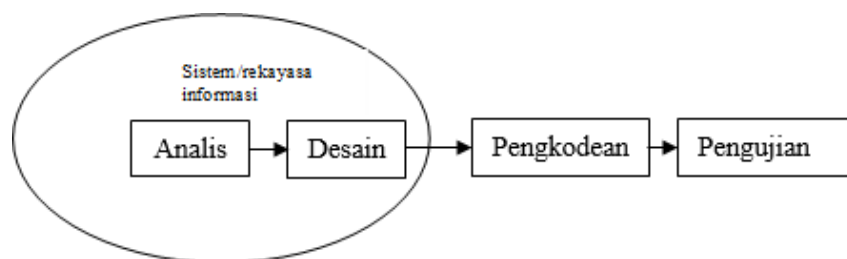 Sistem/rekayasa
informasi
Analis
Desain
Pengkodean
Pengujian